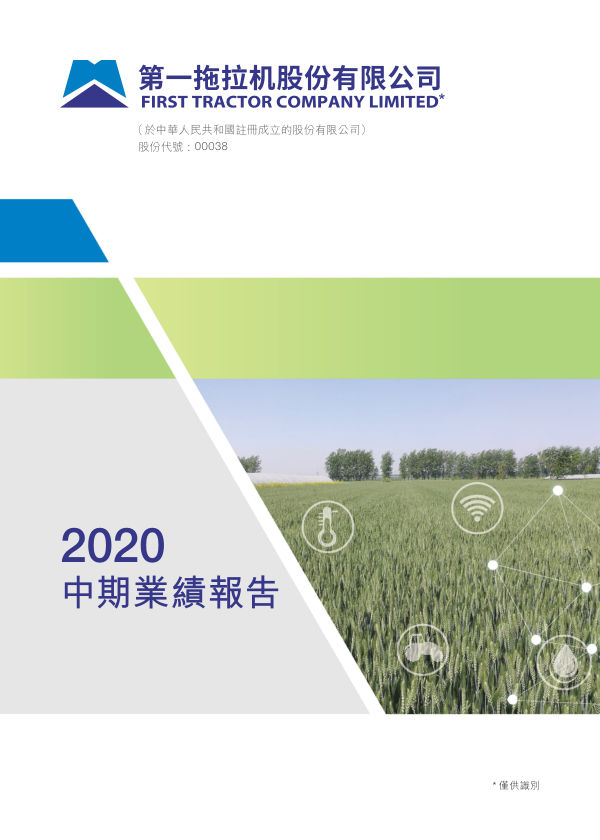 第一拖拉机股份有限公司
FIRST TRACTOR COMPANY LIMITED*
（於中華人民共和國註冊成立的股份有限公司）
股份代號：00038
2020
中期業績報告
* 僅供識別